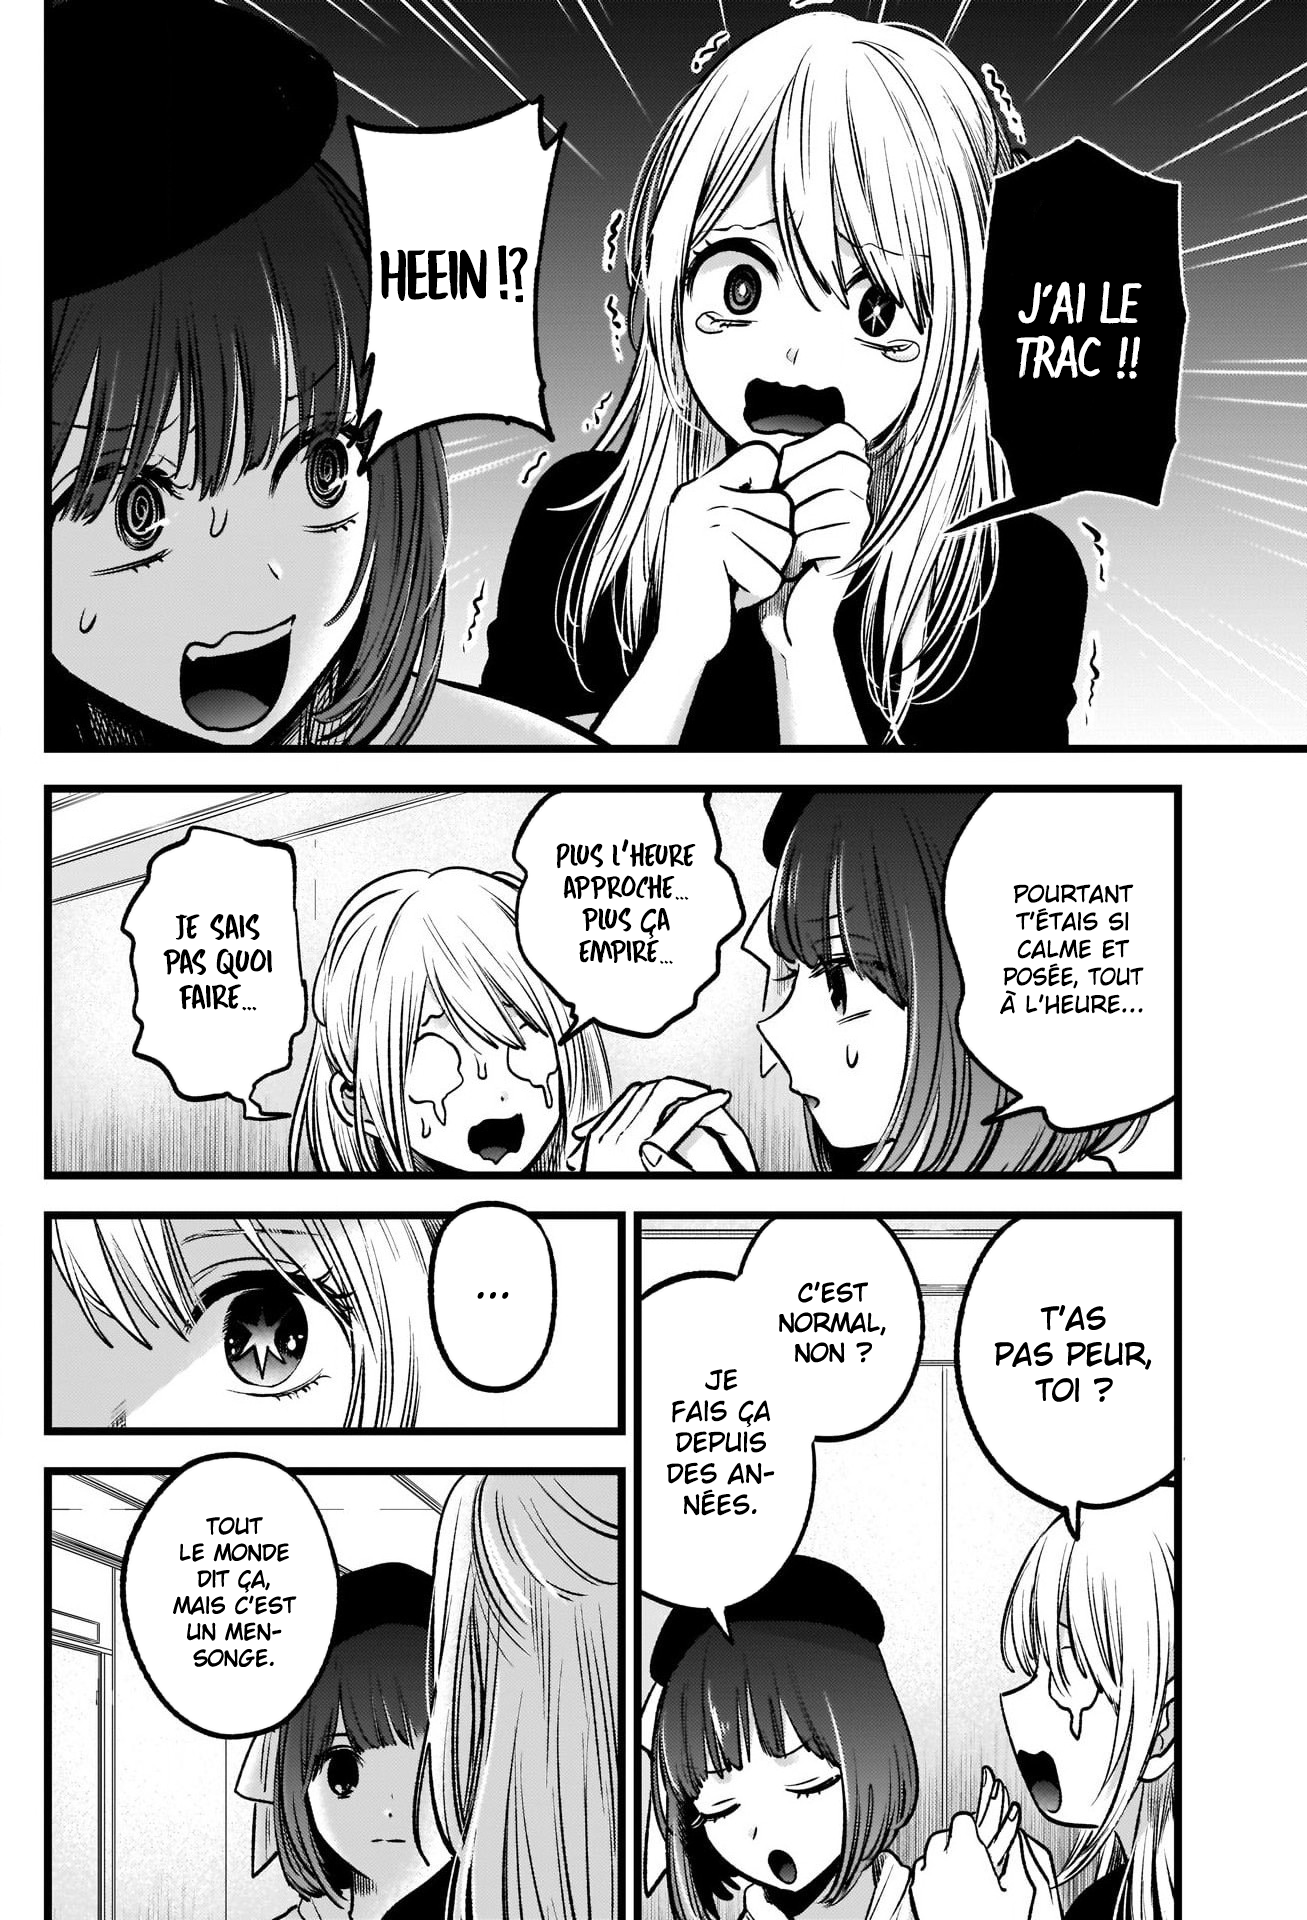 J'AI LE
TRAC !!
HEEIN !?
POURTANT
T'ÉTAIS SI
CALME ET
POSÉE, TOUT
À L'HEURE...
PLUS L'HEURE
APPROCHE...
PLUS ÇA
EMPIRE...
JE SAIS
PAS QUOI
FAIRE...
T'AS
PAS PEUR,
TOI ?
C'EST
NORMAL,
NON ?
JE
FAIS ÇA
DEPUIS
DES AN-
NÉES.
...
TOUT
LE MONDE
DIT ÇA,
MAIS C'EST
UN MEN-
SONGE.